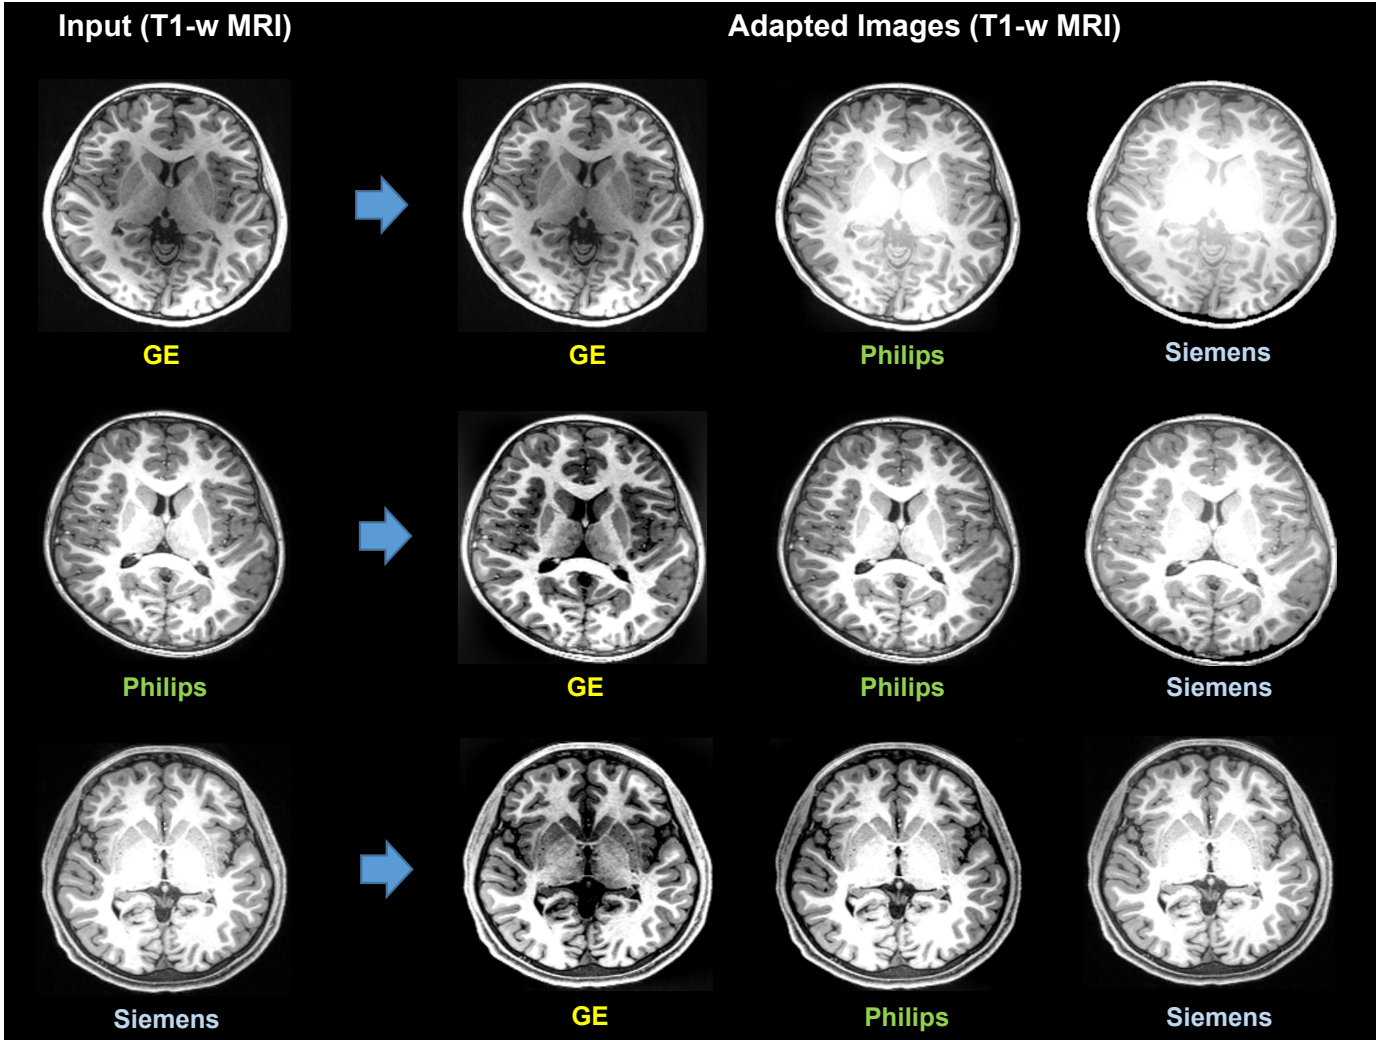 Input (T1-w MRI)
Adapted Images (T1-w MRI)
GE
GE
Philips
Siemens
Philips
GE
Philips
Siemens
Siemens
GE
Philips
Siemens